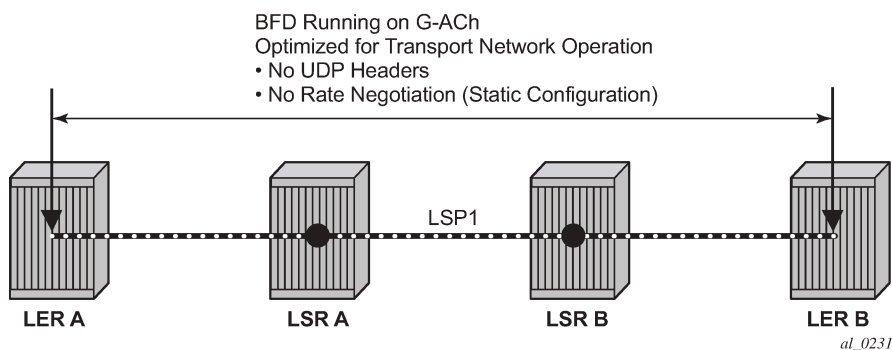 BFD Running on G-ACh
Optimized for Transport Network Operation
• No UDP Headers
• No Rate Negotiation (Static Configuration)
LSP1
LER A
LSR A
LSR B
LER B
al_0231